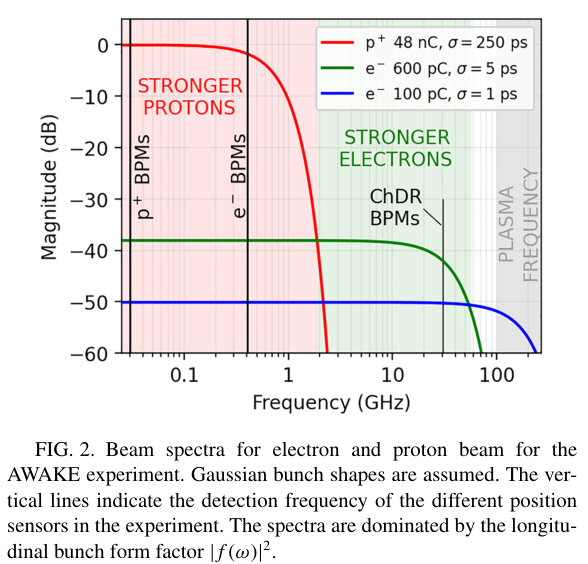 0
−10
−20
−30
−40
−50
−60
Magnitude (dB)
p⁺ 48 nC, σ = 250 ps
e⁻ 600 pC, σ = 5 ps
e⁻ 100 pC, σ = 1 ps
STRONGER
PROTONS
STRONGER
ELECTRONS
p⁺ BPMs
e⁻ BPMs
ChDR
BPMs
PLASMA
FREQUENCY
0.1
1
10
100
Frequency (GHz)
FIG. 2. Beam spectra for electron and proton beam for the
AWAKE experiment. Gaussian bunch shapes are assumed. The ver-
tical lines indicate the detection frequency of the different position
sensors in the experiment. The spectra are dominated by the longitu-
dinal bunch form factor |f(ω)|².